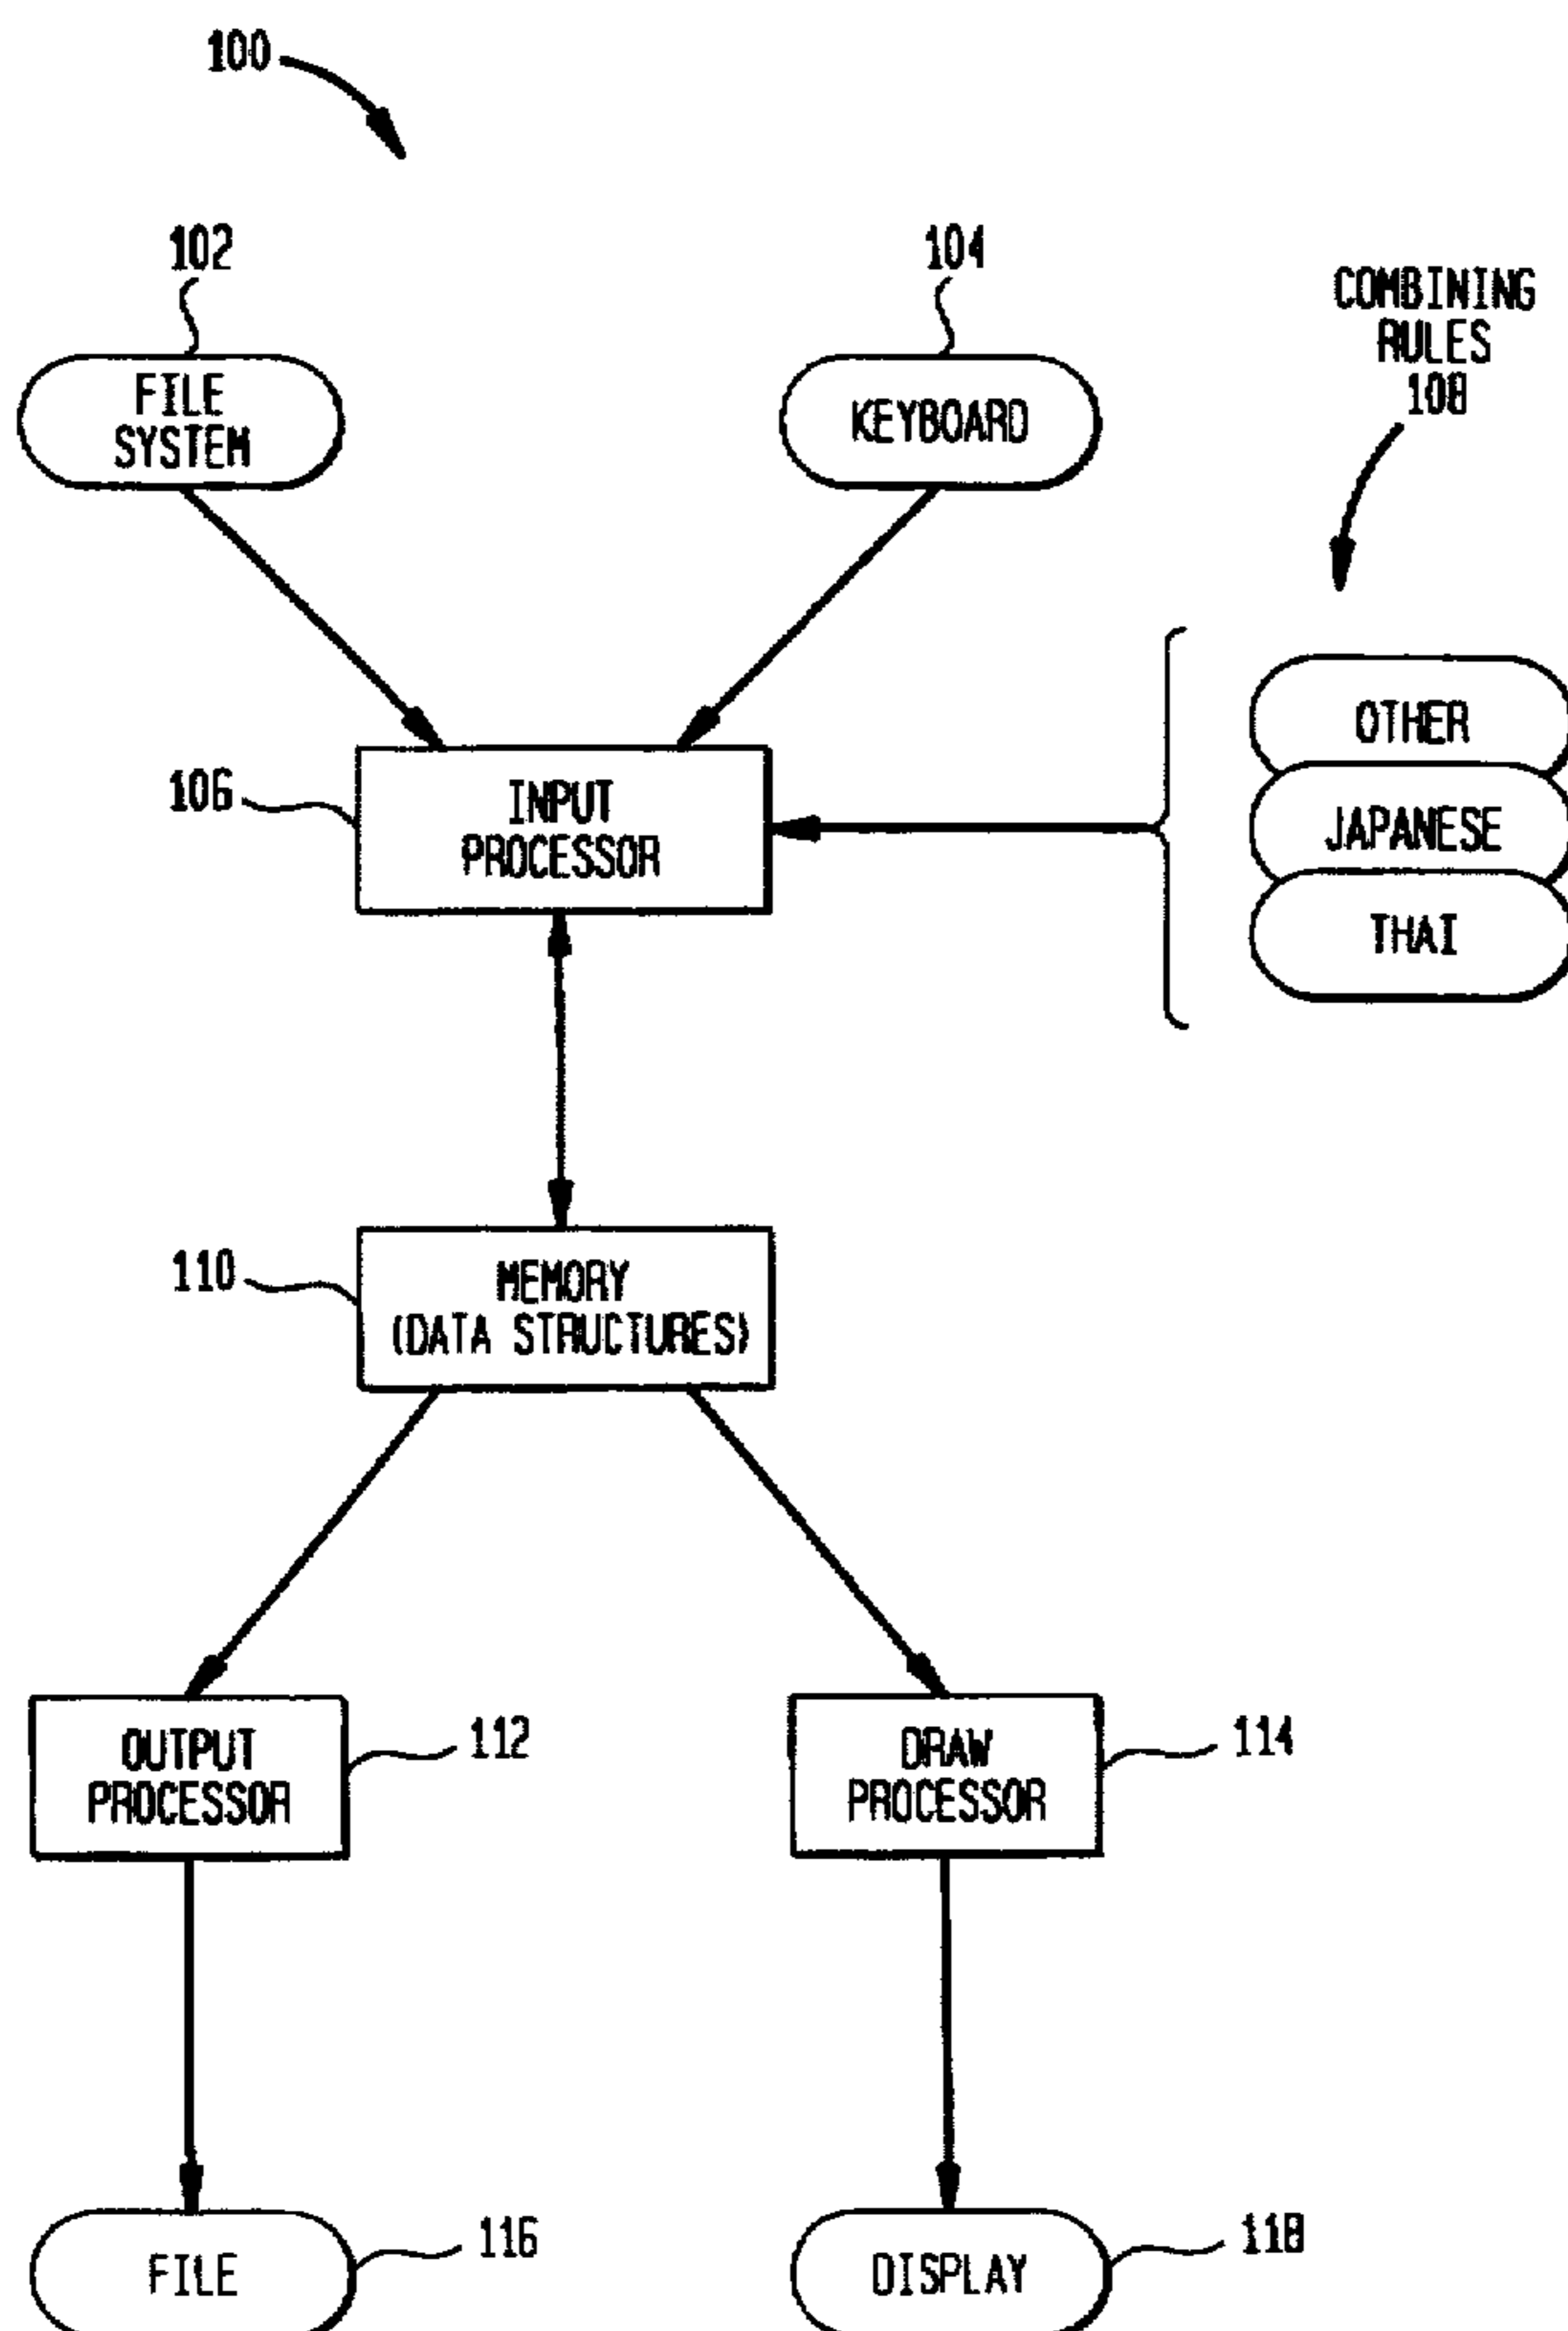 100
102
104
COMBINING
RULES
108
FILE
SYSTEM
KEYBOARD
OTHER
106
INPUT
PROCESSOR
JAPANESE
THAI
110
MEMORY
(DATA STRUCTURES)
OUTPUT
PROCESSOR
112
DRAW
PROCESSOR
114
FILE
116
DISPLAY
118